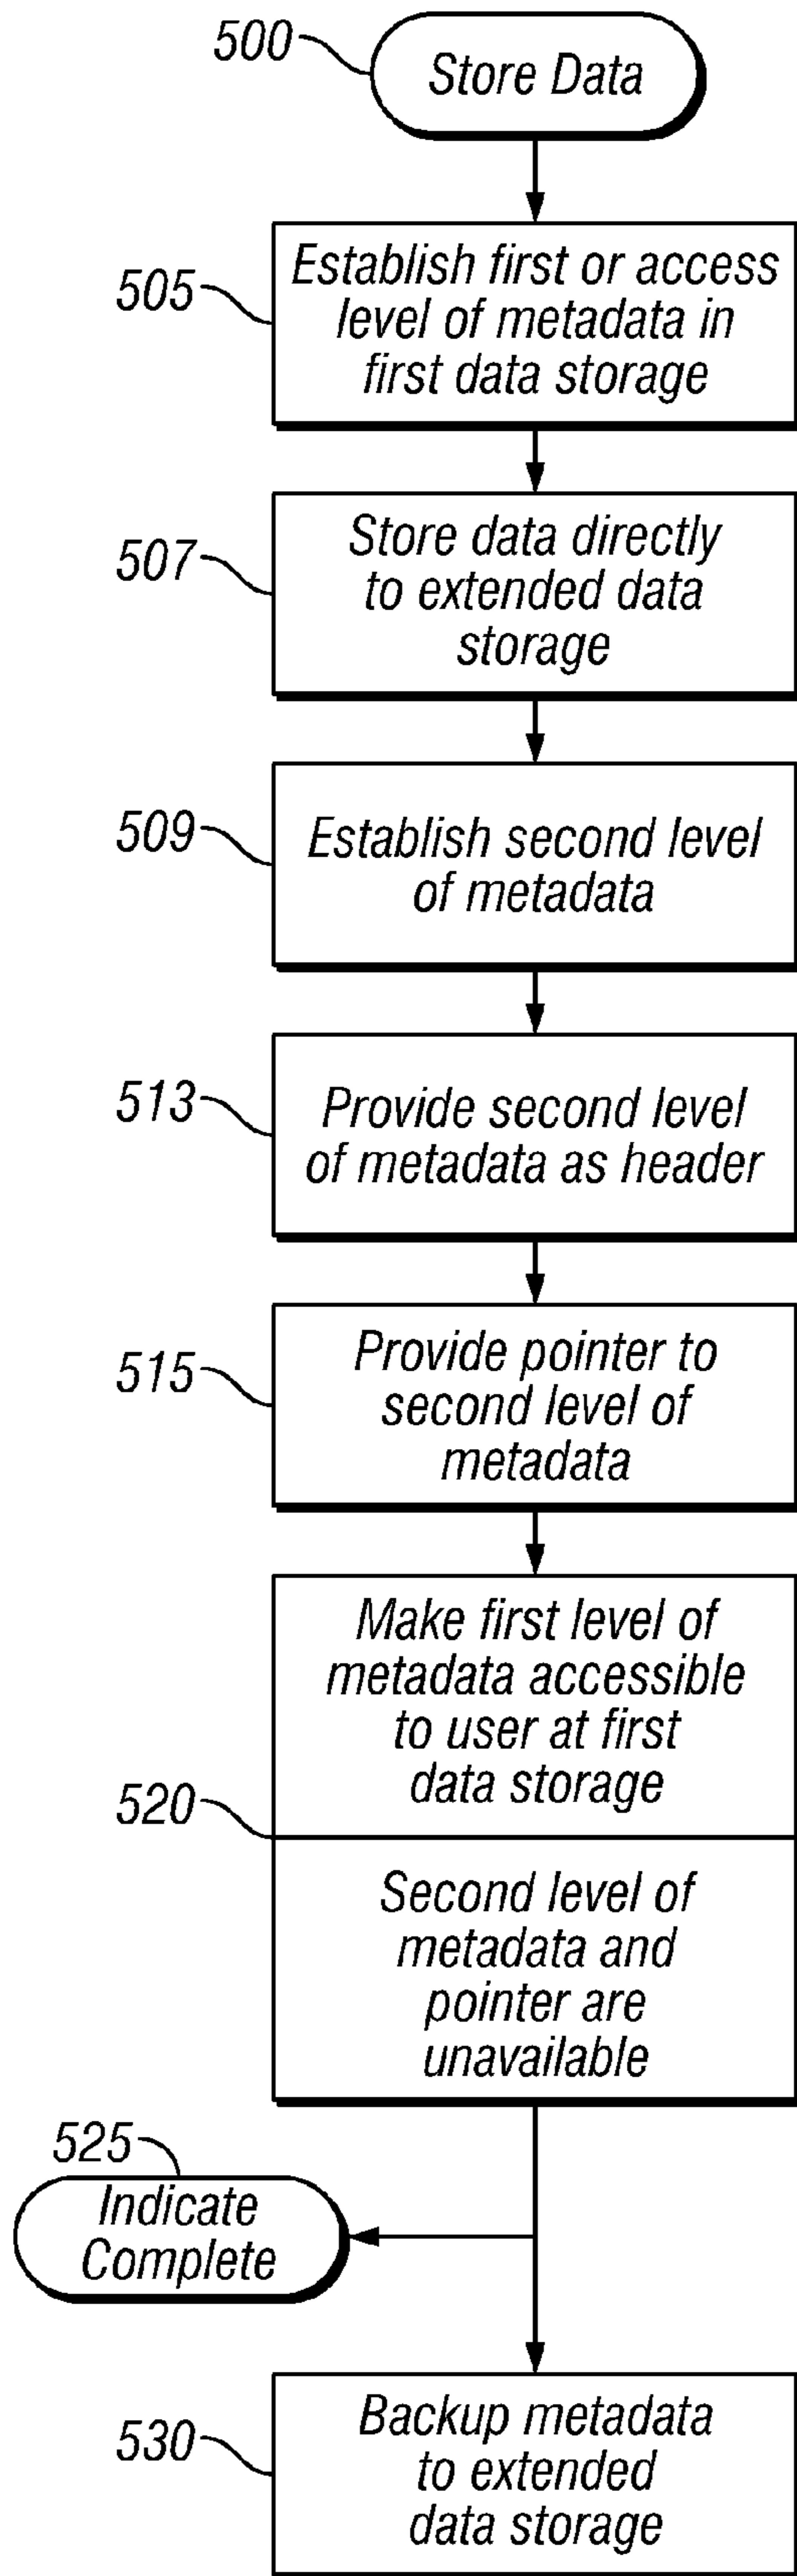 500
Store Data
505
Establish first or access
level of metadata in
first data storage
507
Store data directly
to extended data
storage
509
Establish second level
of metadata
513
Provide second level
of metadata as header
515
Provide pointer to
second level of
metadata
Make first level of
metadata accessible
to user at first
data storage
520
Second level of
metadata and
pointer are
unavailable
525
Indicate
Complete
530
Backup metadata
to extended
data storage